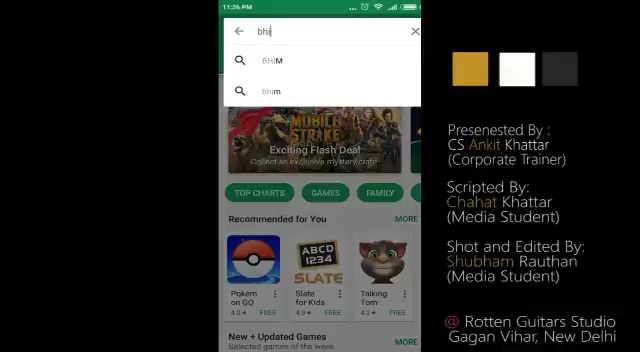 11:26 PM
bhi
BHIM
bhim
MOBILE STRIKE
Exciting Flash Deal
Collect an exclusive mystery crate
TOP CHARTS
GAMES
FAMILY
Recommended for You
MORE
ABCD
1234
SLATE
Pokém
on GO
4.0 ★ FREE
Slate
for Kids
4.9 ★ FREE
Talking
Tom
4.2 ★ FREE
New + Updated Games
Selected games of the week
MORE
Presenested By :
CS Ankit Khattar
(Corporate Trainer)
Scripted By:
Chahat Khattar
(Media Student)
Shot and Edited By:
Shubham Rauthan
(Media Student)
@ Rotten Guitars Studio
Gagan Vihar, New Delhi